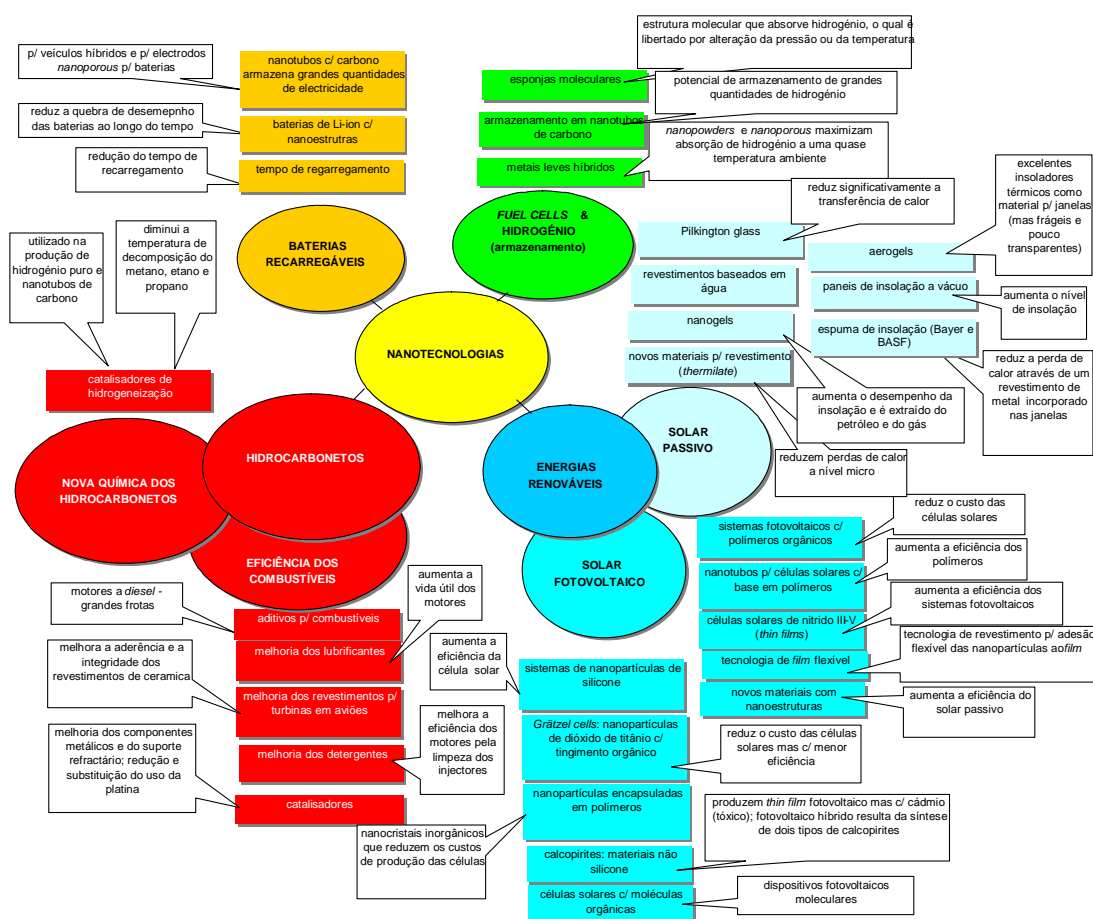 p/ veículos híbridos e p/ electrodos
nanoporous p/ baterias
nanotubos c/ carbono
armazena grandes quantidades
de electricidade
reduz a quebra de desemepnho
das baterias ao longo do tempo
baterias de Li-ion c/
nanoestrutras
redução do tempo de
recarregamento
tempo de regarregamento
BATERIAS
RECARREGÁVEIS
estrutura molecular que absorve hidrogénio, o qual é
libertado por alteração da pressão ou da temperatura
esponjas moleculares
potencial de armazenamento de grandes
quantidades de hidrogénio
armazenamento em nanotubos
de carbono
nanopowders e nanoporous maximizam
absorção de hidrogénio a uma quase
temperatura ambiente
metais leves híbridos
FUEL CELLS &
HIDROGÉNIO
(armazenamento)
reduz significativamente a
transferência de calor
Pilkington glass
excelentes
insoladores
térmicos como
material p/ janelas
(mas frágeis e
pouco
transparentes)
aerogels
revestimentos baseados em
água
paneis de insolação a vácuo
aumenta o nível
de insolação
nanogels
espuma de insolação (Bayer e
BASF)
novos materiais p/ revestimento
(thermilate)
reduz a perda de
calor através de um
revestimento de
metal incorporado
nas janelas
aumenta o desempenho da
insolação e é extraído do
petróleo e do gás
reduzem perdas de calor
a nível micro
utilizado na
produção de
hidrogénio puro e
nanotubos de
carbono
diminui a
temperatura de
decomposição do
metano, etano e
propano
catalisadores de
hidrogeneização
NANOTECNOLOGIAS
HIDROCARBONETOS
NOVA QUÍMICA DOS
HIDROCARBONETOS
EFICIÊNCIA DOS
COMBUSTÍVEIS
ENERGIAS
RENOVÁVEIS
SOLAR
PASSIVO
SOLAR
FOTOVOLTAICO
motores a diesel -
grandes frotas
aditivos p/ combustíveis
aumenta a
vida útil dos
motores
melhoria dos lubrificantes
melhora a aderência e a
integridade dos
revestimentos de ceramica
melhoria dos revestimentos p/
turbinas em aviões
melhora a
eficiência dos
motores pela
limpeza dos
injectores
melhoria dos detergentes
melhoria dos componentes
metálicos e do suporte
refractário; redução e
substituição do uso da
platina
catalisadores
reduz o custo das
células solares
sistemas fotovoltaicos c/
polímeros orgânicos
aumenta a eficiência dos
polímeros
nanotubos p/ células solares c/
base em polímeros
aumenta a eficiência dos
sistemas fotovoltaicos
células solares de nitrido III-V
(thin films)
tecnologia de revestimento p/ adesão
flexível das nanopartículas ao film
tecnologia de film flexível
novos materiais com
nanoestruturas
aumenta a eficiência do
solar passivo
aumenta a
eficiência da
célula solar
sistemas de nanopartículas de
silicone
Grätzel cells: nanopartículas
de dióxido de titânio c/
tingimento orgânico
reduz o custo das células
solares mas c/ menor
eficiência
nanopartículas encapsuladas
em polímeros
nanocristais inorgânicos
que reduzem os custos
de produção das células
produzem thin film fotovoltaico mas c/ cádmio
(tóxico); fotovoltaico híbrido resulta da síntese
de dois tipos de calcopirites
calcopirites: materiais não
silicone
dispositivos fotovoltaicos
moleculares
células solares c/ moléculas
orgânicas